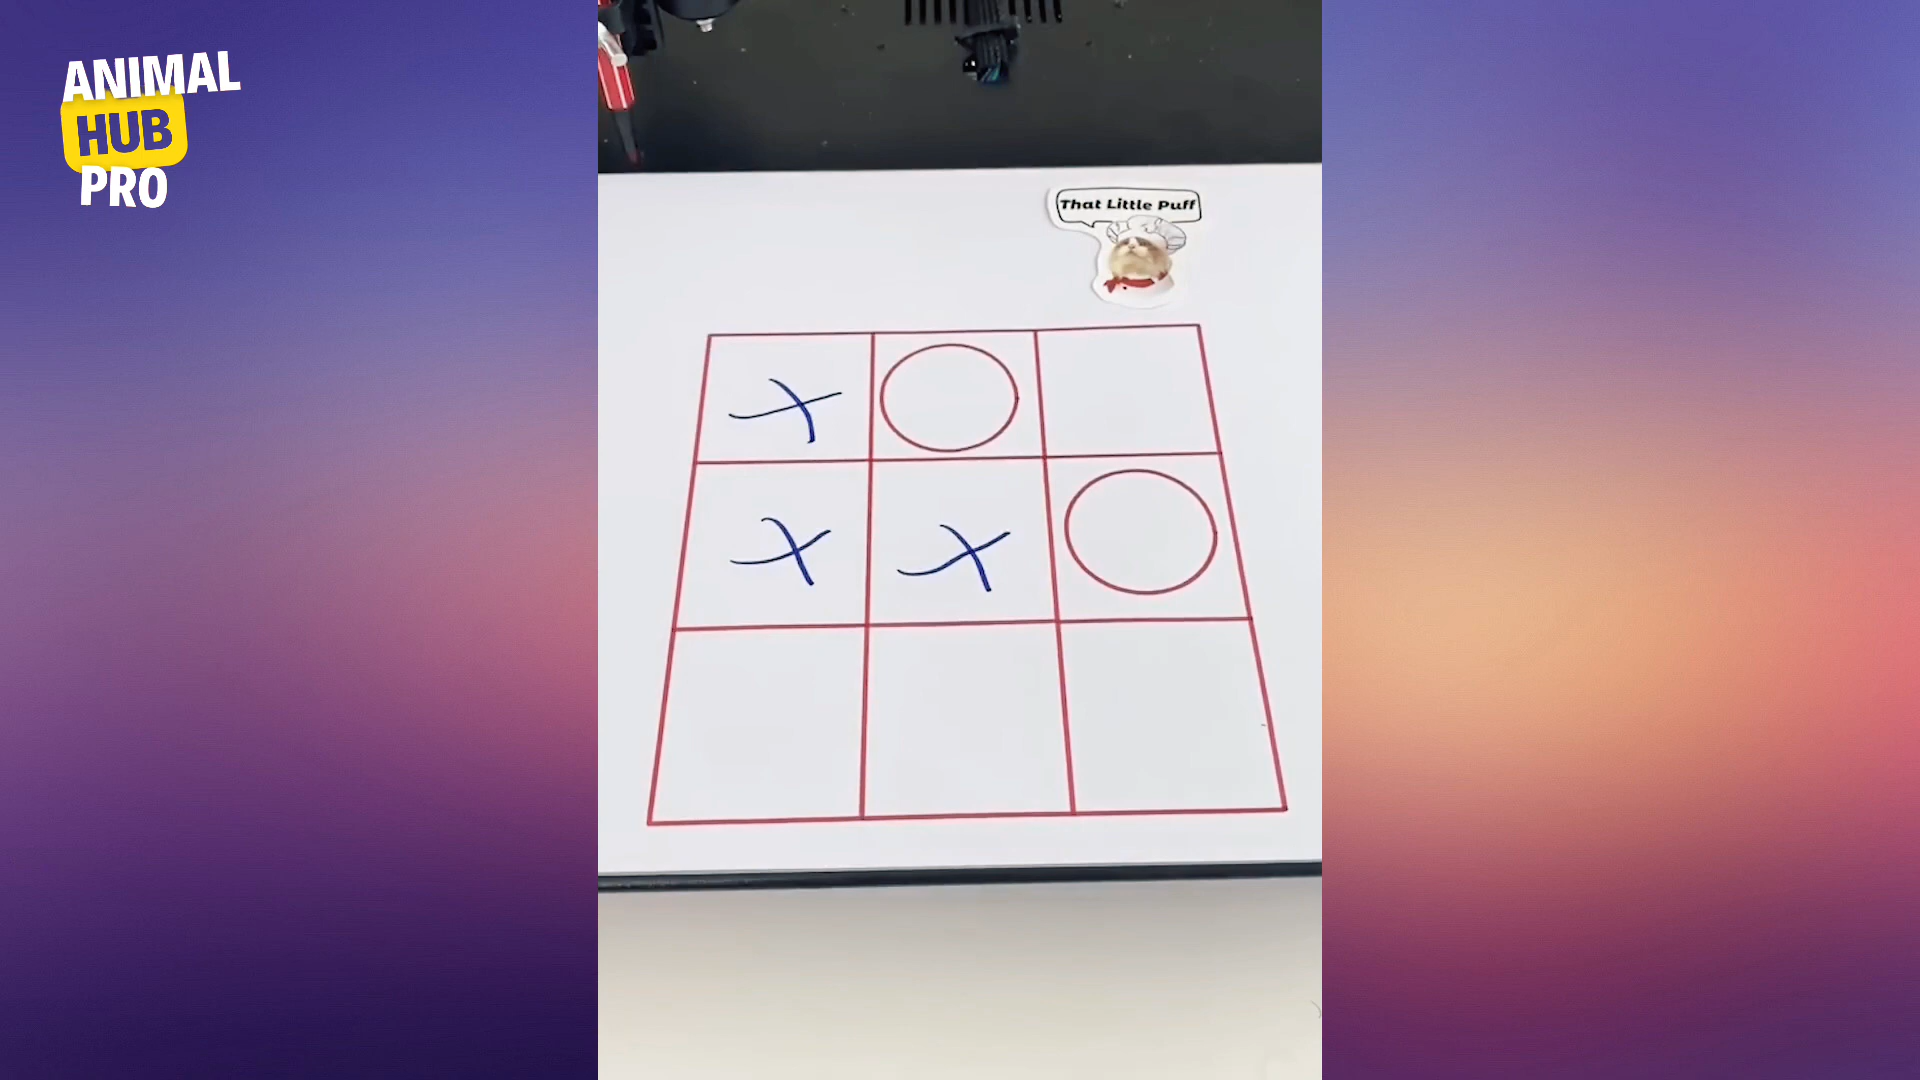 ANIMAL
HUB
PRO
That Little Puff
X O
X X O